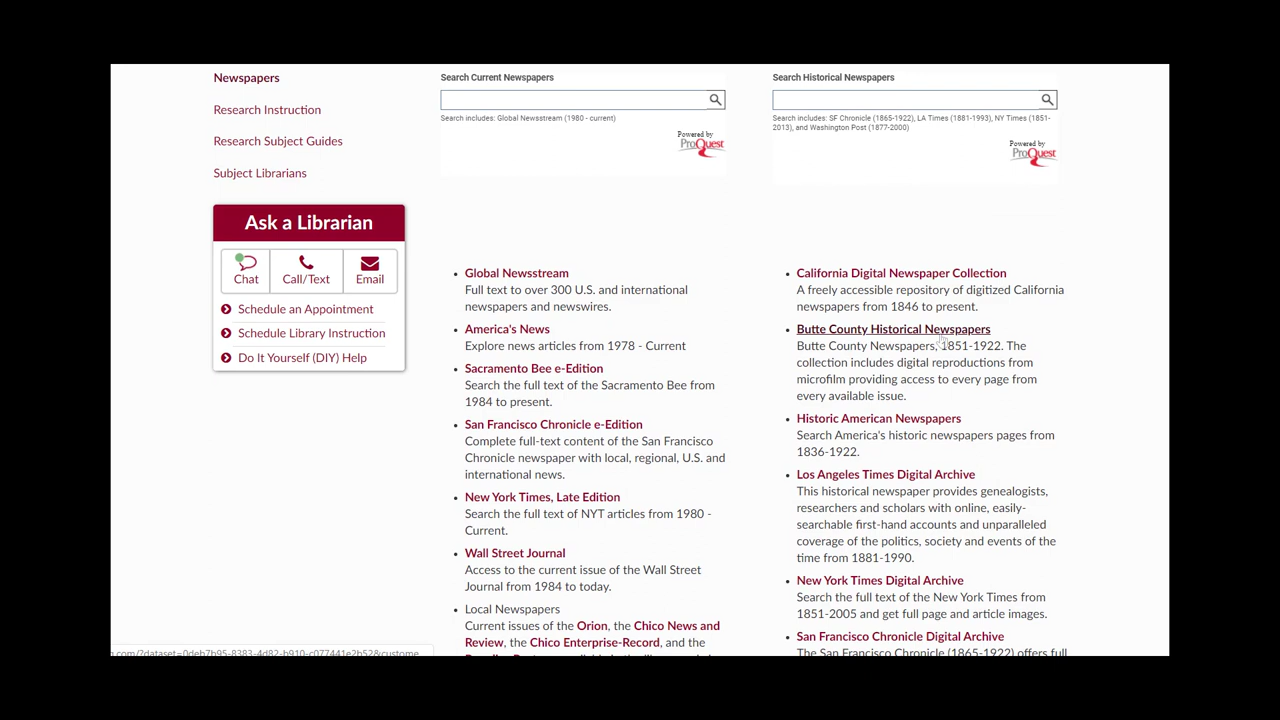 Newspapers
Research Instruction
Research Subject Guides
Subject Librarians
Ask a Librarian
Chat
Call/Text
Email
Schedule an Appointment
Schedule Library Instruction
Do It Yourself (DIY) Help
Search Current Newspapers
Search includes: Global Newsstream (1980 - current)
Powered by
ProQuest
Global Newsstream
Full text to over 300 U.S. and international
newspapers and newswires.
America's News
Explore news articles from 1978 - Current
Sacramento Bee e-Edition
Search the full text of the Sacramento Bee from
1984 to present.
San Francisco Chronicle e-Edition
Complete full-text content of the San Francisco
Chronicle newspaper with local, regional, U.S. and
international news.
New York Times, Late Edition
Search the full text of NYT articles from 1980 -
Current.
Wall Street Journal
Access to the current issue of the Wall Street
Journal from 1984 to today.
Local Newspapers
Current issues of the Orion, the Chico News and
Review, the Chico Enterprise-Record, and the
Search Historical Newspapers
Search includes: SF Chronicle (1865-1922), LA Times (1881-1993), NY Times (1851-
2013), and Washington Post (1877-2000)
Powered by
ProQuest
California Digital Newspaper Collection
A freely accessible repository of digitized California
newspapers from 1846 to present.
Butte County Historical Newspapers
Butte County Newspapers, 1851-1922. The
collection includes digital reproductions from
microfilm providing access to every page from
every available issue.
Historic American Newspapers
Search America's historic newspapers pages from
1836-1922.
Los Angeles Times Digital Archive
This historical newspaper provides genealogists,
researchers and scholars with online, easily-
searchable first-hand accounts and unparalleled
coverage of the politics, society and events of the
time from 1881-1990.
New York Times Digital Archive
Search the full text of the New York Times from
1851-2005 and get full page and article images.
San Francisco Chronicle Digital Archive
The San Francisco Chronicle (1865-1922) offers full